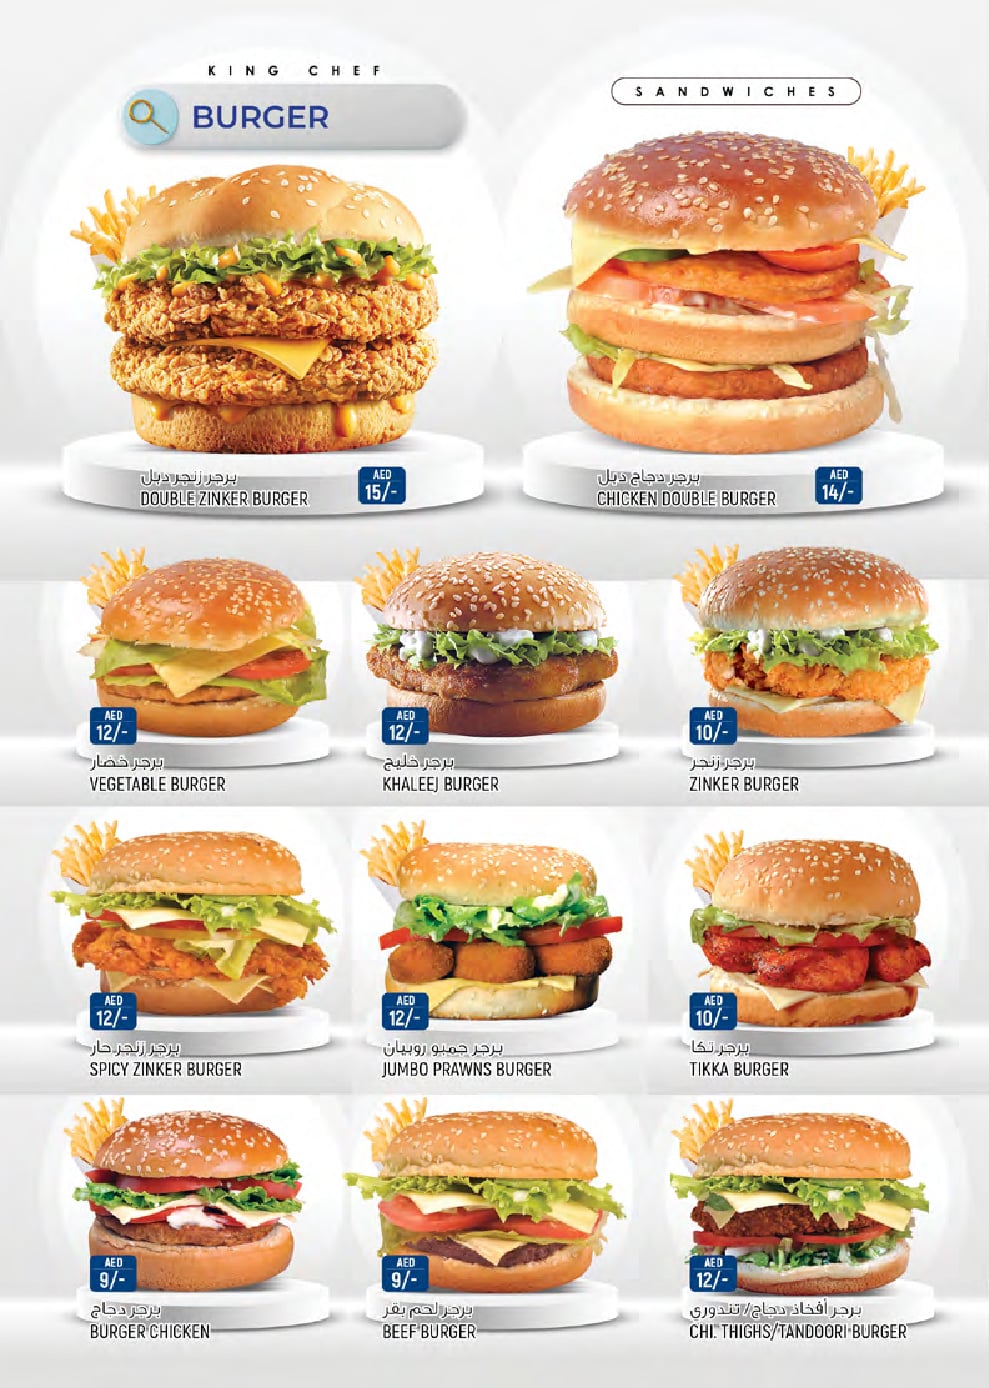 KING CHEF
BURGER
SANDWICHES
برجر زنجر دبل
DOUBLE ZINKER BURGER
AED
15/-
برجر دجاج دبل
CHICKEN DOUBLE BURGER
AED
14/-
AED
12/-
برجر خضار
VEGETABLE BURGER
AED
12/-
برجر خليج
KHALEEJ BURGER
AED
10/-
برجر زنجر
ZINKER BURGER
AED
12/-
برجر زنجر حار
SPICY ZINKER BURGER
AED
12/-
برجر جمبو روبيان
JUMBO PRAWNS BURGER
AED
10/-
برجر تكا
TIKKA BURGER
AED
9/-
برجر دجاج
BURGER CHICKEN
AED
9/-
برجر لحم بقر
BEEF BURGER
AED
12/-
برجر أفخاذ دجاج/ تندوري
CHI. THIGHS/TANDOORI BURGER